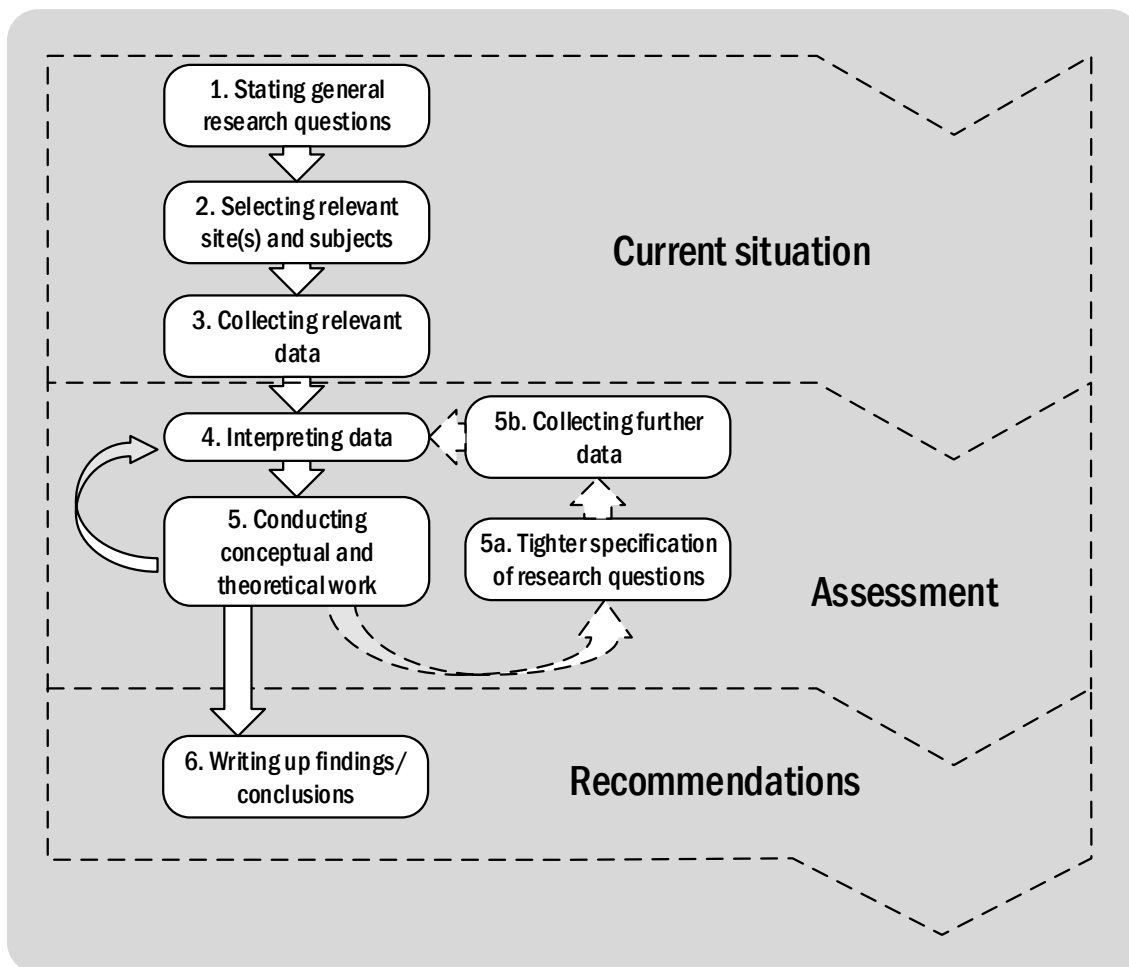 1. Stating general
research questions
2. Selecting relevant
site(s) and subjects
Current situation
3. Collecting relevant
data
4. Interpreting data
5b. Collecting further
data
5. Conducting
conceptual and
theoretical work
5a. Tighter specification
of research questions
Assessment
6. Writing up findings/
conclusions
Recommendations